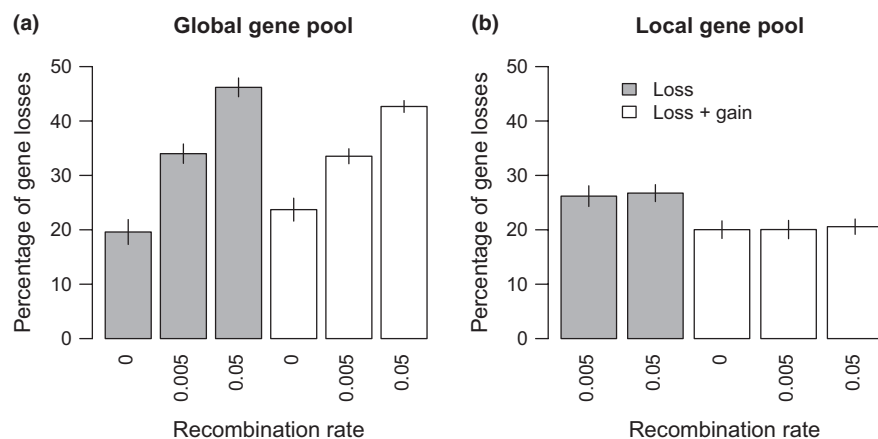 (a) Global gene pool
Percentage of gene losses
50
40
30
20
10
0
0 0.005 0.05 0 0.005 0.05
Recombination rate
(b) Local gene pool
Percentage of gene losses
50
40
30
20
10
0
Loss
Loss + gain
0.005 0.05 0 0.005 0.05
Recombination rate